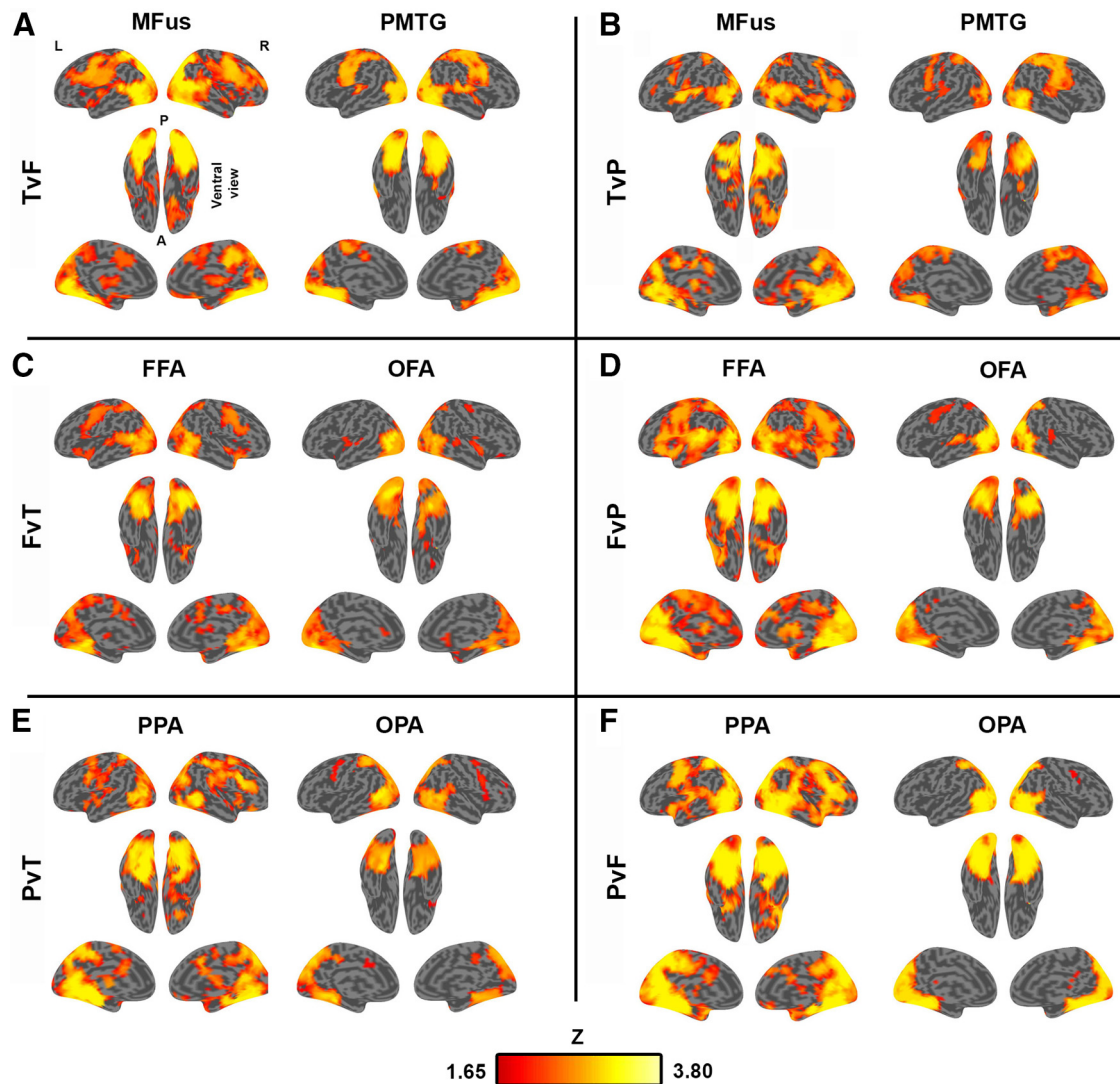 A
MFus
PMTG
L
R
P
Ventral
view
A
TvF
B
MFus
PMTG
TvP
C
FFA
OFA
FvT
D
FFA
OFA
FvP
E
PPA
OPA
PvT
F
PPA
OPA
PvF
Z
1.65
3.80